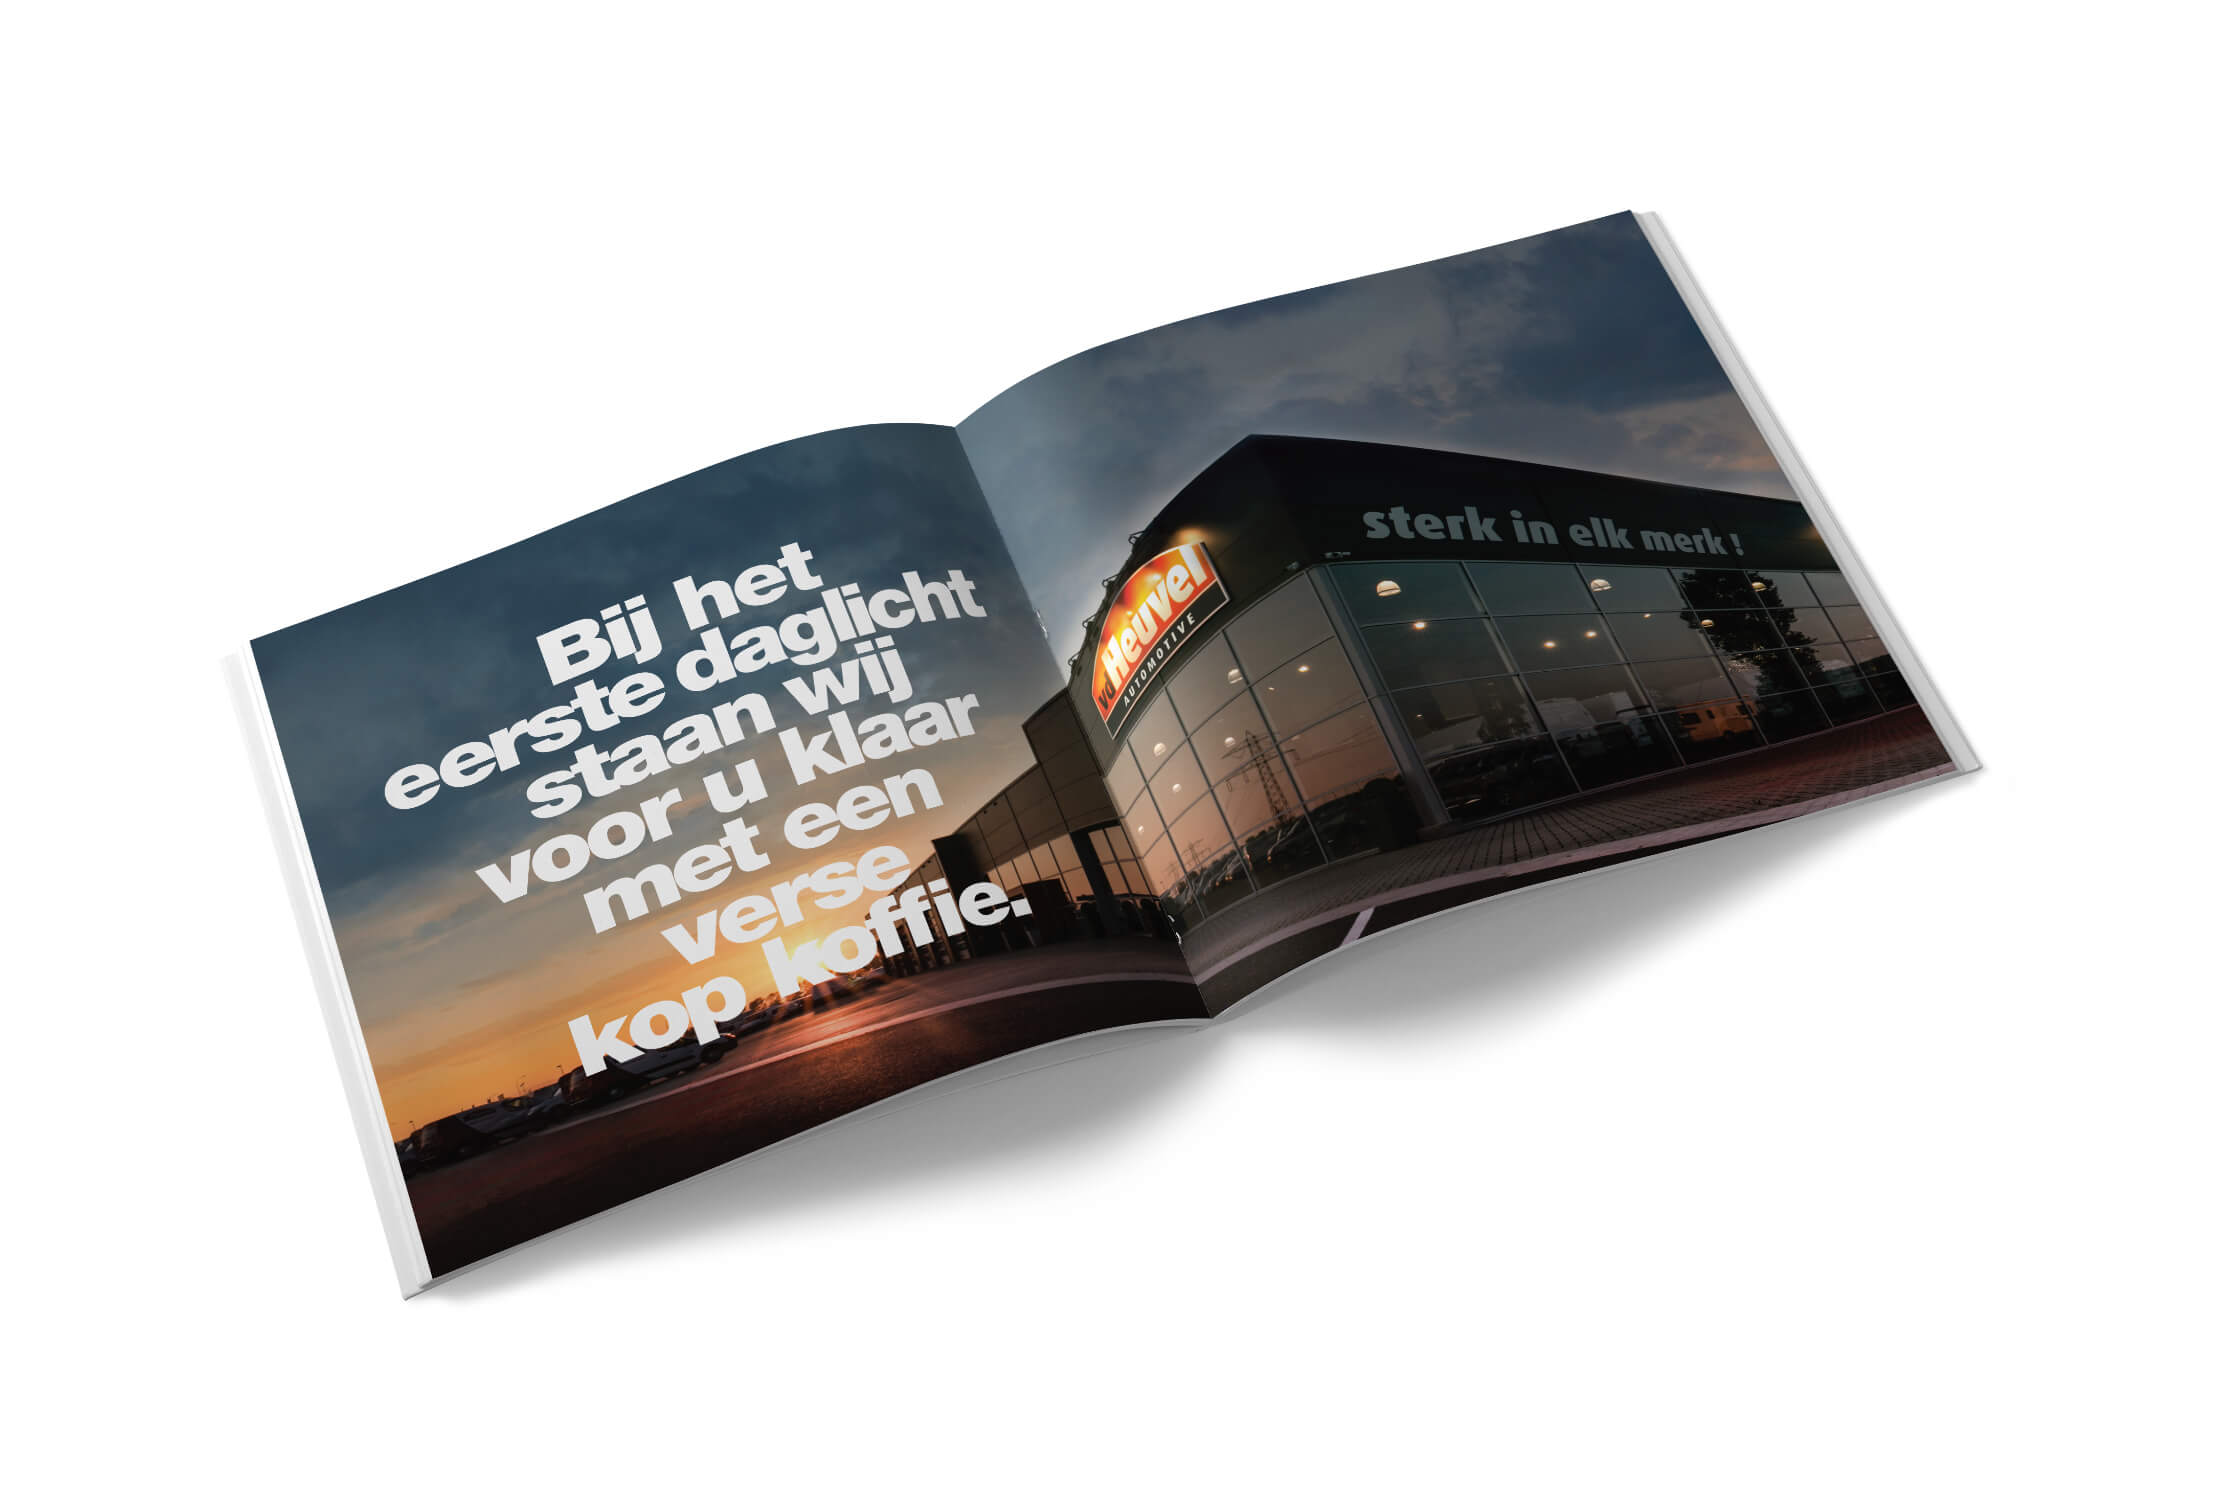 Bij het
eerste daglicht
staan wij
voor u klaar
met een
verse
kop koffie.
sterk in elk merk !
vd Heuvel
AUTOMOTIVE